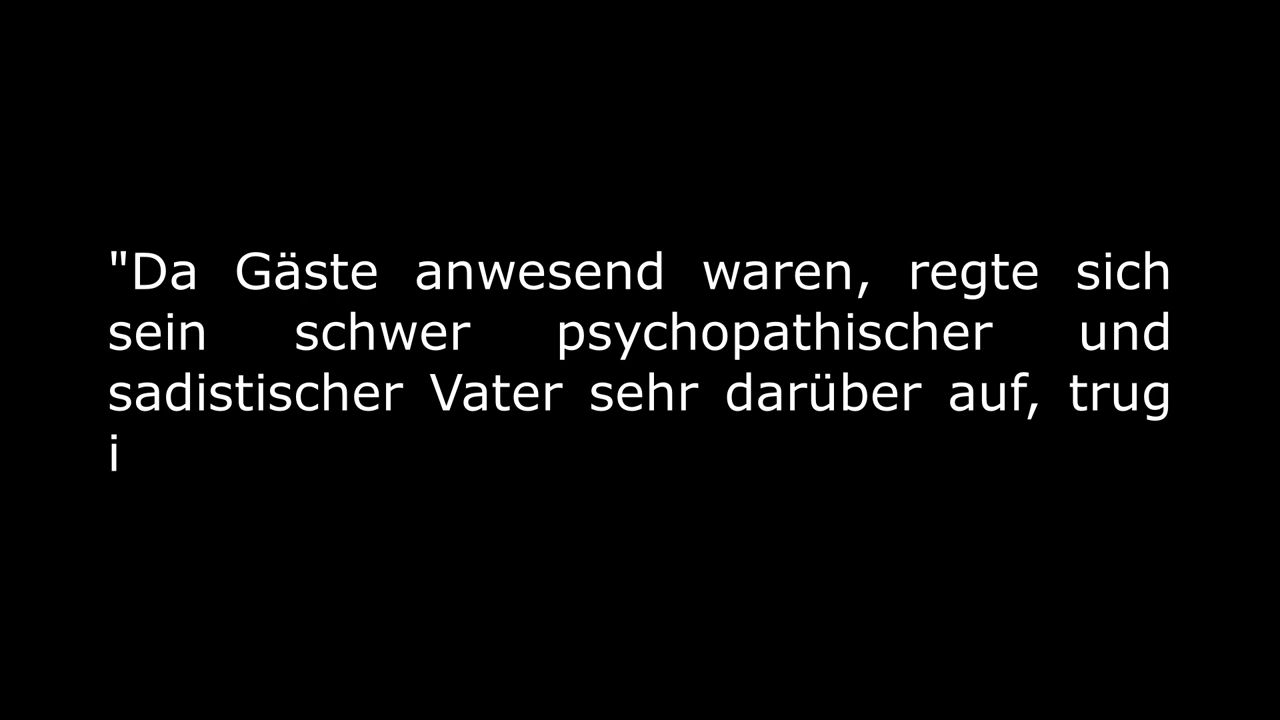 "Da Gäste anwesend waren, regte sich
sein schwer psychopathischer und
sadistischer Vater sehr darüber auf, trug
i